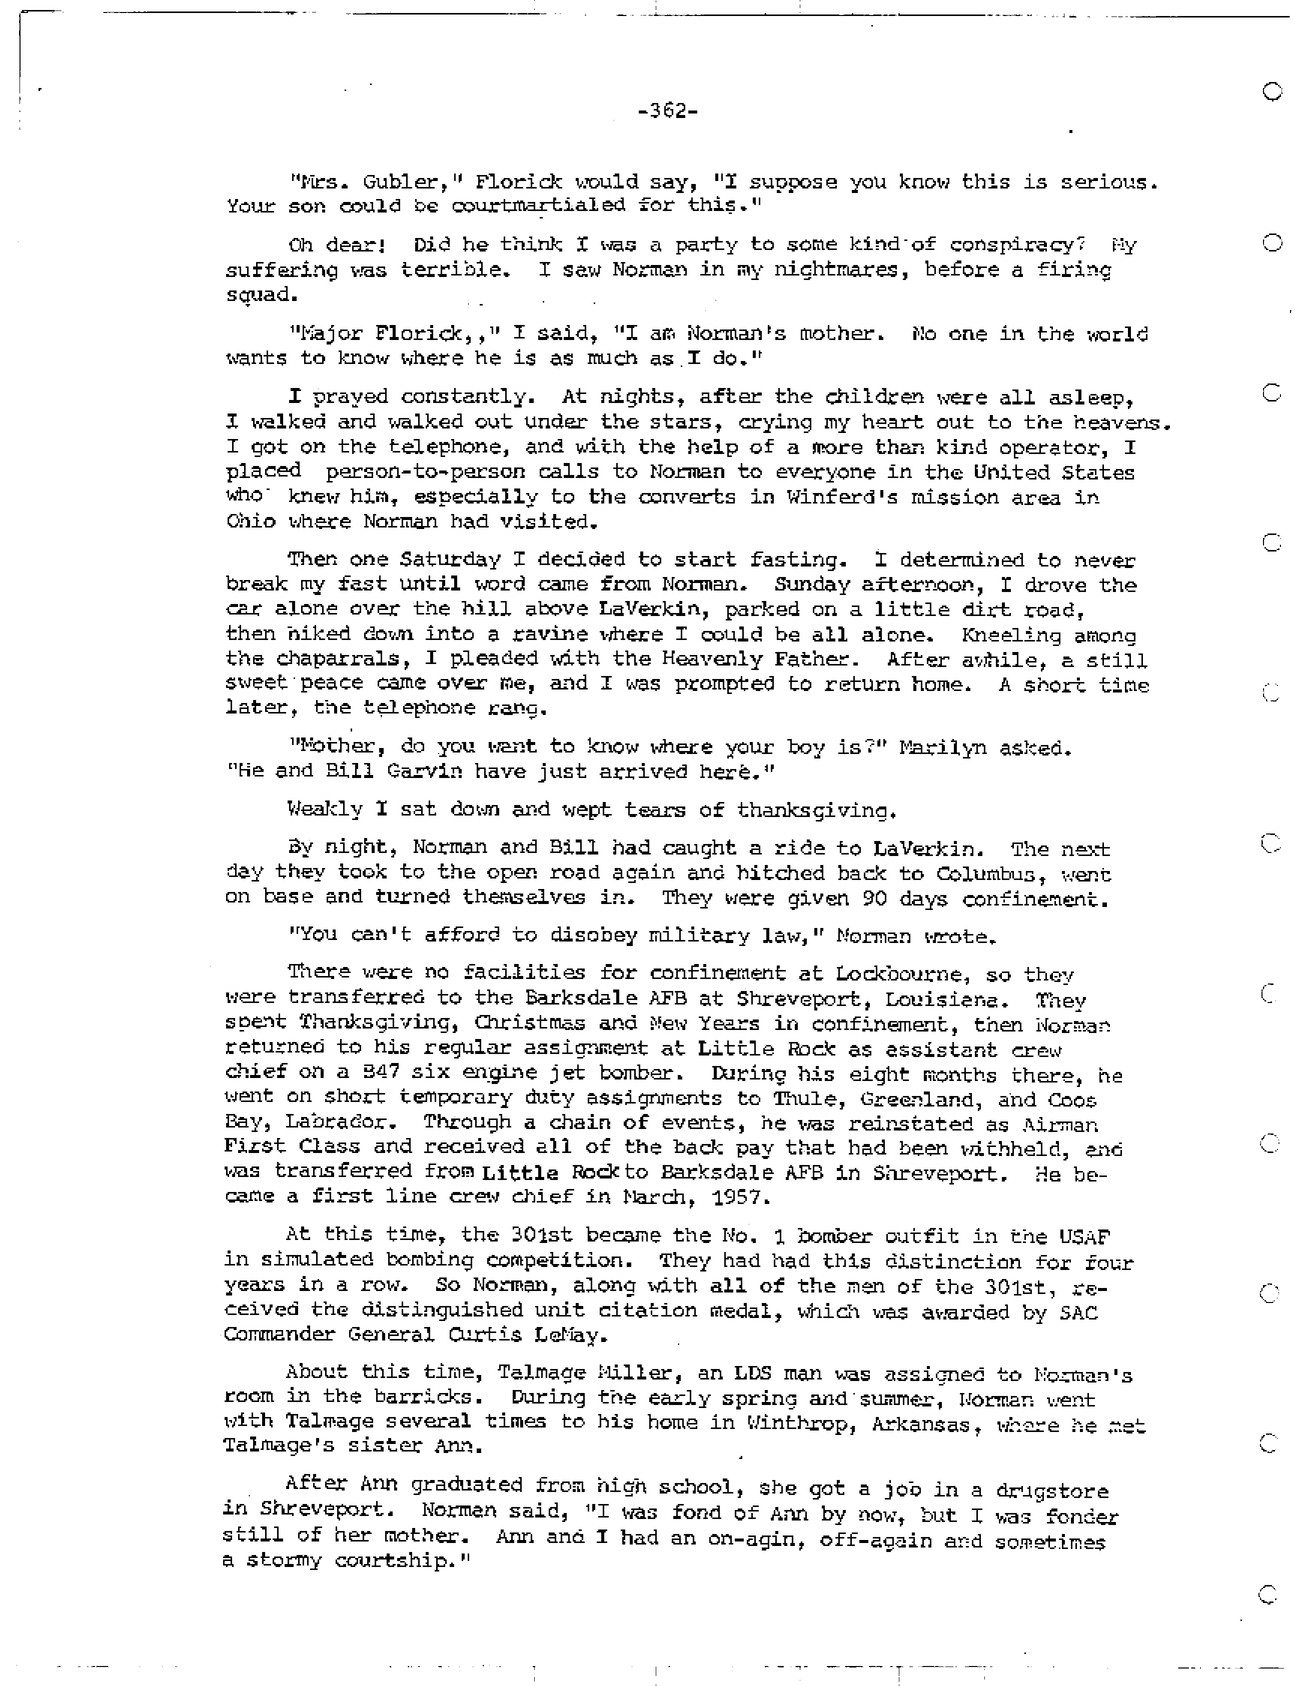 -362-
"Mrs. Gubler," Florick would say, "I suppose you know this is serious.
Your son could be courtmartialed for this."
Oh dear! Did he think I was a party to some kind of conspiracy? My
suffering was terrible. I saw Norman in my nightmares, before a firing
squad.
"Major Florick,," I said, "I am Norman's mother. No one in the world
wants to know where he is as much as I do."
I prayed constantly. At nights, after the children were all asleep,
I walked and walked out under the stars, crying my heart out to the heavens.
I got on the telephone, and with the help of a more than kind operator, I
placed person-to-person calls to Norman to everyone in the United States
who knew him, especially to the converts in Winferd's mission area in
Ohio where Norman had visited.
Then one Saturday I decided to start fasting. I determined to never
break my fast until word came from Norman. Sunday afternoon, I drove the
car alone over the hill above LaVerkin, parked on a little dirt road,
then hiked down into a ravine where I could be all alone. Kneeling among
the chaparrals, I pleaded with the Heavenly Father. After awhile, a still
sweet peace came over me, and I was prompted to return home. A short time
later, the telephone rang.
"Mother, do you want to know where your boy is?" Marilyn asked.
"He and Bill Garvin have just arrived here."
Weakly I sat down and wept tears of thanksgiving.
By night, Norman and Bill had caught a ride to LaVerkin. The next
day they took to the open road again and hitched back to Columbus, went
on base and turned themselves in. They were given 90 days confinement.
"You can't afford to disobey military law," Norman wrote.
There were no facilities for confinement at Lockbourne, so they
were transferred to the Barksdale AFB at Shreveport, Louisiana. They
spent Thanksgiving, Christmas and New Years in confinement, then Norman
returned to his regular assignment at Little Rock as assistant crew
chief on a B47 six engine jet bomber. During his eight months there, he
went on short temporary duty assignments to Thule, Greenland, and Coos
Bay, Labrador. Through a chain of events, he was reinstated as Airman
First Class and received all of the back pay that had been withheld, and
was transferred from Little Rock to Barksdale AFB in Shreveport. He be-
came a first line crew chief in March, 1957.
At this time, the 301st became the No. 1 bomber outfit in the USAF
in simulated bombing competition. They had had this distinction for four
years in a row. So Norman, along with all of the men of the 301st, re-
ceived the distinguished unit citation medal, which was awarded by SAC
Commander General Curtis LeMay.
About this time, Talmage Miller, an LDS man was assigned to Norman's
room in the barricks. During the early spring and summer, Norman went
with Talmage several times to his home in Winthrop, Arkansas, where he met
Talmage's sister Ann.
After Ann graduated from high school, she got a job in a drugstore
in Shreveport. Norman said, "I was fond of Ann by now, but I was fonder
still of her mother. Ann and I had an on-agin, off-again and sometimes
a stormy courtship."